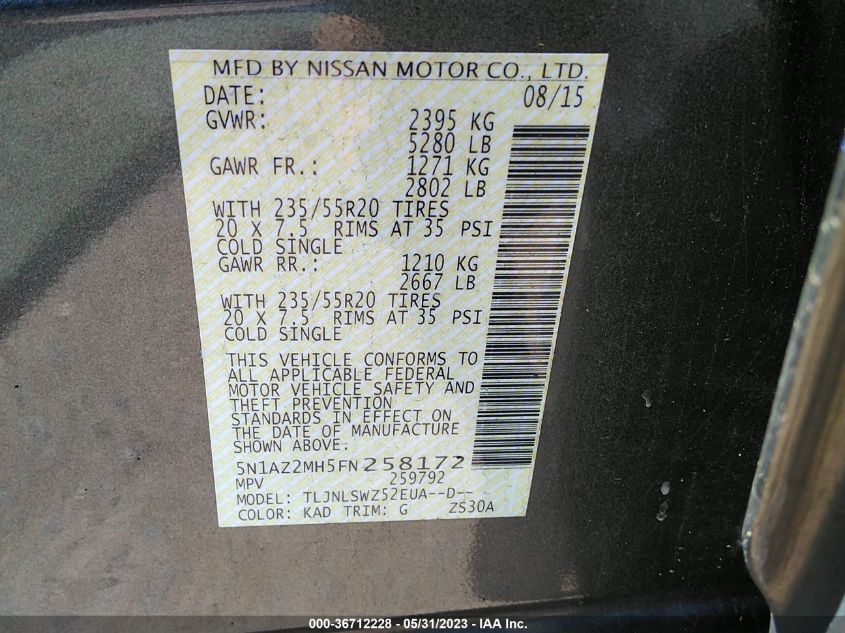 MFD BY NISSAN MOTOR CO., LTD.
DATE: 08/15
GVWR: 2395 KG
5280 LB
GAWR FR.: 1271 KG
2802 LB
WITH 235/55R20 TIRES
20 X 7.5 RIMS AT 35 PSI
COLD SINGLE
GAWR RR.: 1210 KG
2667 LB
WITH 235/55R20 TIRES
20 X 7.5 RIMS AT 35 PSI
COLD SINGLE
THIS VEHICLE CONFORMS TO
ALL APPLICABLE FEDERAL
MOTOR VEHICLE SAFETY AND
THEFT PREVENTION
STANDARDS IN EFFECT ON
THE DATE OF MANUFACTURE
SHOWN ABOVE.
5N1AZ2MH5FN258172
MPV 259792
MODEL: TLJNLSWZ52EUA--D--
COLOR: KAD TRIM: G ZS30A
000-36712228 - 05/31/2023 - IAA Inc.